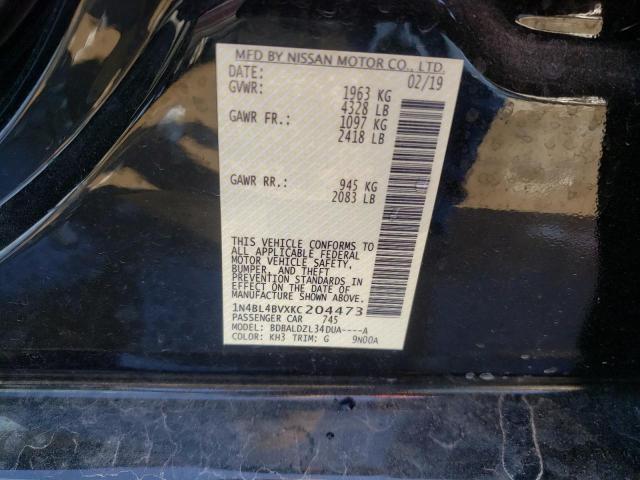 MFD BY NISSAN MOTOR CO., LTD.
DATE: 02/19
GVWR: 1963 KG
4328 LB
GAWR FR.: 1097 KG
2418 LB
GAWR RR.: 945 KG
2083 LB
THIS VEHICLE CONFORMS TO
ALL APPLICABLE FEDERAL
MOTOR VEHICLE SAFETY,
BUMPER, AND THEFT
PREVENTION STANDARDS IN
EFFECT ON THE DATE OF
MANUFACTURE SHOWN ABOVE.
1N4BL4BVXKC204473
PASSENGER CAR 745
MODEL: BDBALDZL34DUA----A
COLOR: KH3 TRIM: G 9N00A